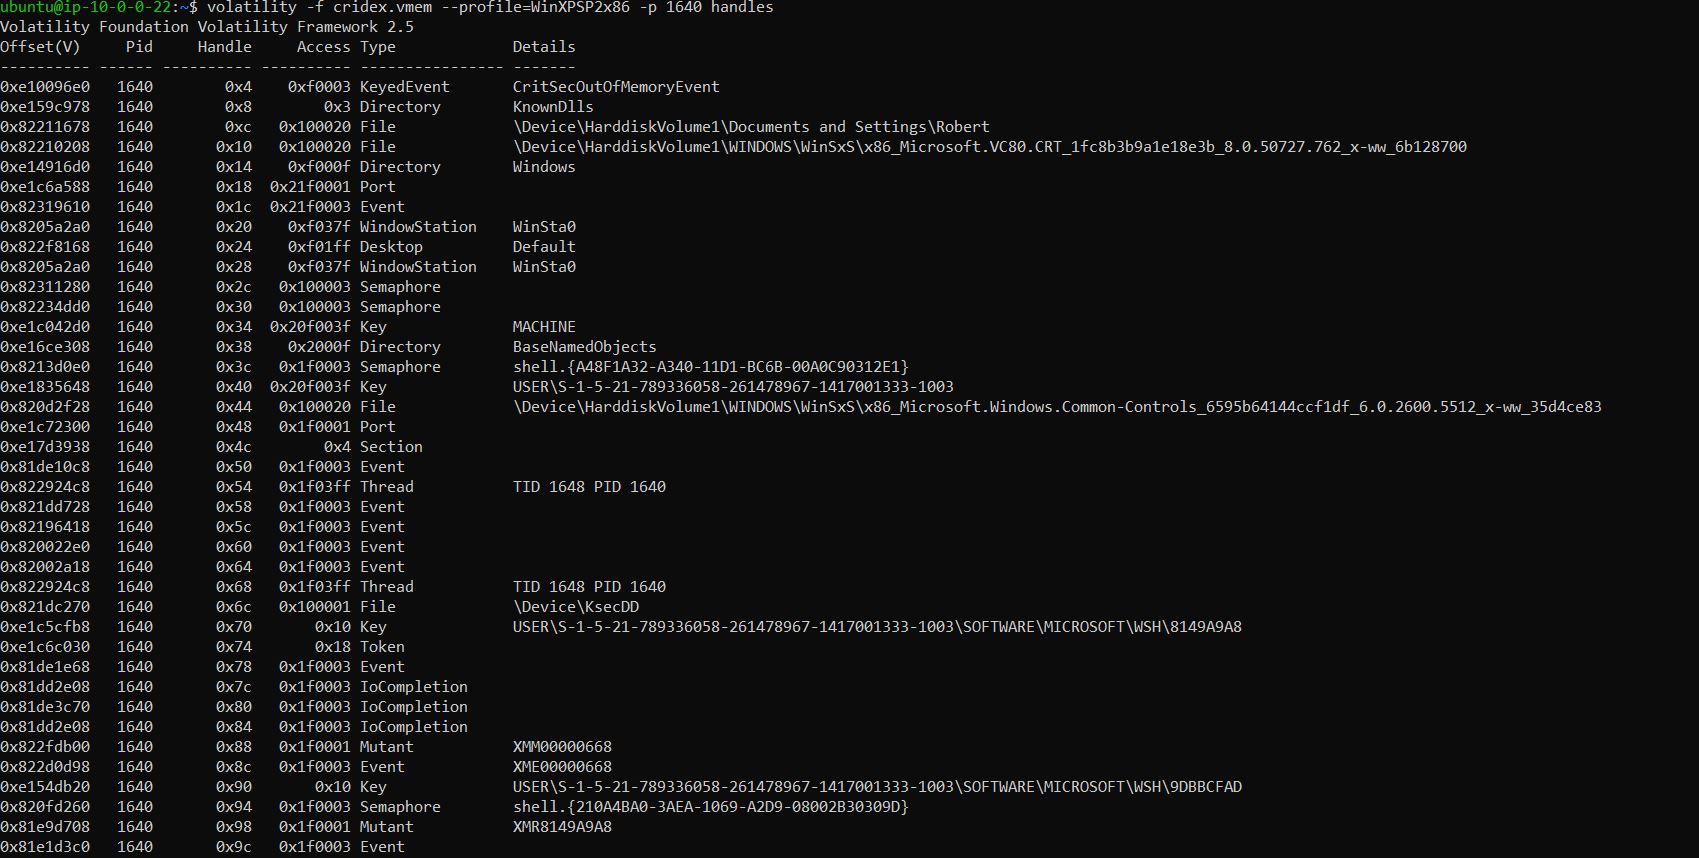 ubuntu@ip-10-0-0-22:~$ volatility -f cridex.vmem --profile=WinXPSP2x86 -p 1640 handles
Volatility Foundation Volatility Framework 2.5
Offset(V)     Pid     Handle     Access Type             Details
---------- ------ ---------- ---------- ---------------- -------
0xe10096e0   1640        0x4    0xf0003 KeyedEvent       CritSecOutOfMemoryEvent
0xe159c978   1640        0x8        0x3 Directory        KnownDlls
0x82211678   1640        0xc   0x100020 File             \Device\HarddiskVolume1\Documents and Settings\Robert
0x82210208   1640       0x10   0x100020 File             \Device\HarddiskVolume1\WINDOWS\WinSxS\x86_Microsoft.VC80.CRT_1fc8b3b9a1e18e3b_8.0.50727.762_x-ww_6b128700
0xe14916d0   1640       0x14    0xf000f Directory        Windows
0xe1c6a588   1640       0x18  0x21f0001 Port
0x82319610   1640       0x1c  0x21f0003 Event
0x8205a2a0   1640       0x20    0xf037f WindowStation    WinSta0
0x822f8168   1640       0x24    0xf01ff Desktop          Default
0x8205a2a0   1640       0x28    0xf037f WindowStation    WinSta0
0x82311280   1640       0x2c   0x100003 Semaphore
0x82234dd0   1640       0x30   0x100003 Semaphore
0xe1c042d0   1640       0x34  0x20f003f Key              MACHINE
0xe16ce308   1640       0x38    0x2000f Directory        BaseNamedObjects
0x8213d0e0   1640       0x3c   0x1f0003 Semaphore        shell.{A48F1A32-A340-11D1-BC6B-00A0C90312E1}
0xe1835648   1640       0x40  0x20f003f Key              USER\S-1-5-21-789336058-261478967-1417001333-1003
0x820d2f28   1640       0x44   0x100020 File             \Device\HarddiskVolume1\WINDOWS\WinSxS\x86_Microsoft.Windows.Common-Controls_6595b64144ccf1df_6.0.2600.5512_x-ww_35d4ce83
0xe1c72300   1640       0x48   0x1f0001 Port
0xe17d3938   1640       0x4c        0x4 Section
0x81de10c8   1640       0x50   0x1f0003 Event
0x822924c8   1640       0x54   0x1f03ff Thread           TID 1648 PID 1640
0x821dd728   1640       0x58   0x1f0003 Event
0x82196418   1640       0x5c   0x1f0003 Event
0x820022e0   1640       0x60   0x1f0003 Event
0x82002a18   1640       0x64   0x1f0003 Event
0x822924c8   1640       0x68   0x1f03ff Thread           TID 1648 PID 1640
0x821dc270   1640       0x6c   0x100001 File             \Device\KsecDD
0xe1c5cfb8   1640       0x70       0x10 Key              USER\S-1-5-21-789336058-261478967-1417001333-1003\SOFTWARE\MICROSOFT\WSH\8149A9A8
0xe1c6c030   1640       0x74       0x18 Token
0x81de1e68   1640       0x78   0x1f0003 Event
0x81dd2e08   1640       0x7c   0x1f0003 IoCompletion
0x81de3c70   1640       0x80   0x1f0003 IoCompletion
0x81dd2e08   1640       0x84   0x1f0003 IoCompletion
0x822fdb00   1640       0x88   0x1f0001 Mutant           XMM00000668
0x822d0d98   1640       0x8c   0x1f0003 Event            XME00000668
0xe154db20   1640       0x90       0x10 Key              USER\S-1-5-21-789336058-261478967-1417001333-1003\SOFTWARE\MICROSOFT\WSH\9DBBCFAD
0x820fd260   1640       0x94   0x1f0003 Semaphore        shell.{210A4BA0-3AEA-1069-A2D9-08002B30309D}
0x81e9d708   1640       0x98   0x1f0001 Mutant           XMR8149A9A8
0x81e1d3c0   1640       0x9c   0x1f0003 Event